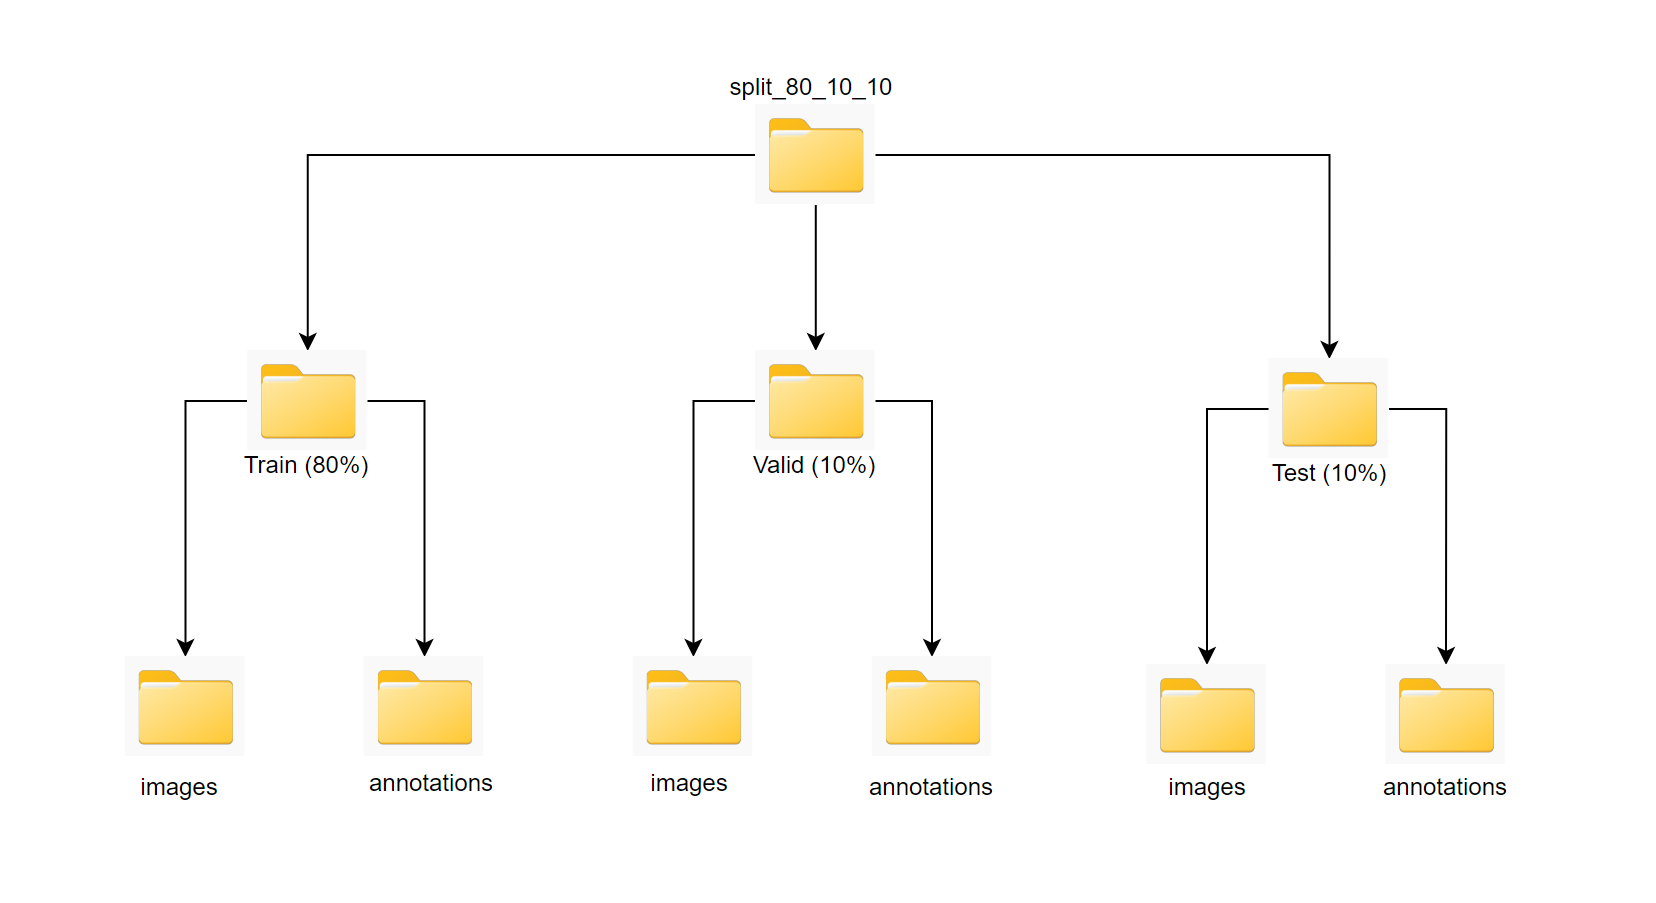 split_80_10_10
Train (80%)
Valid (10%)
Test (10%)
images
annotations
images
annotations
images
annotations